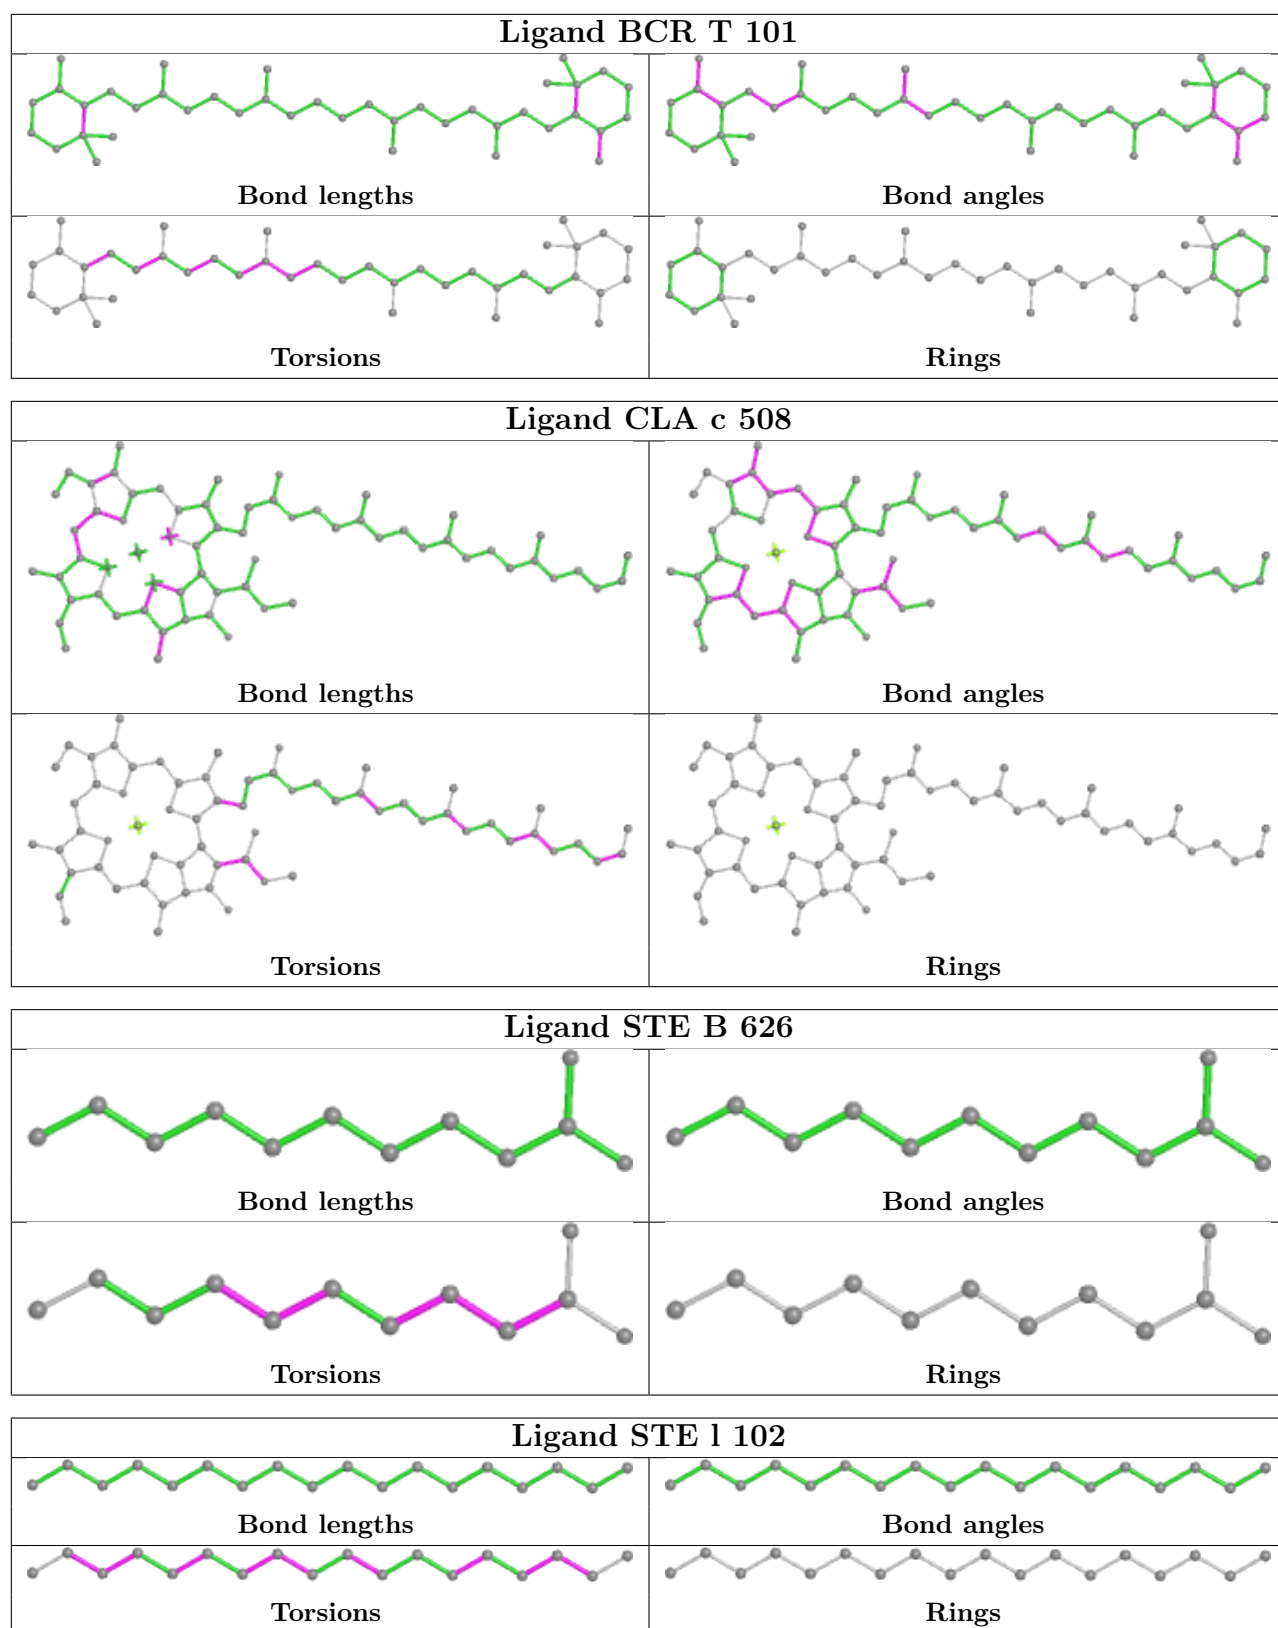 Ligand BCR T 101
Bond lengths
Bond angles
Torsions
Rings
Ligand CLA c 508
Bond lengths
Bond angles
Torsions
Rings
Ligand STE B 626
Bond lengths
Bond angles
Torsions
Rings
Ligand STE l 102
Bond lengths
Bond angles
Torsions
Rings